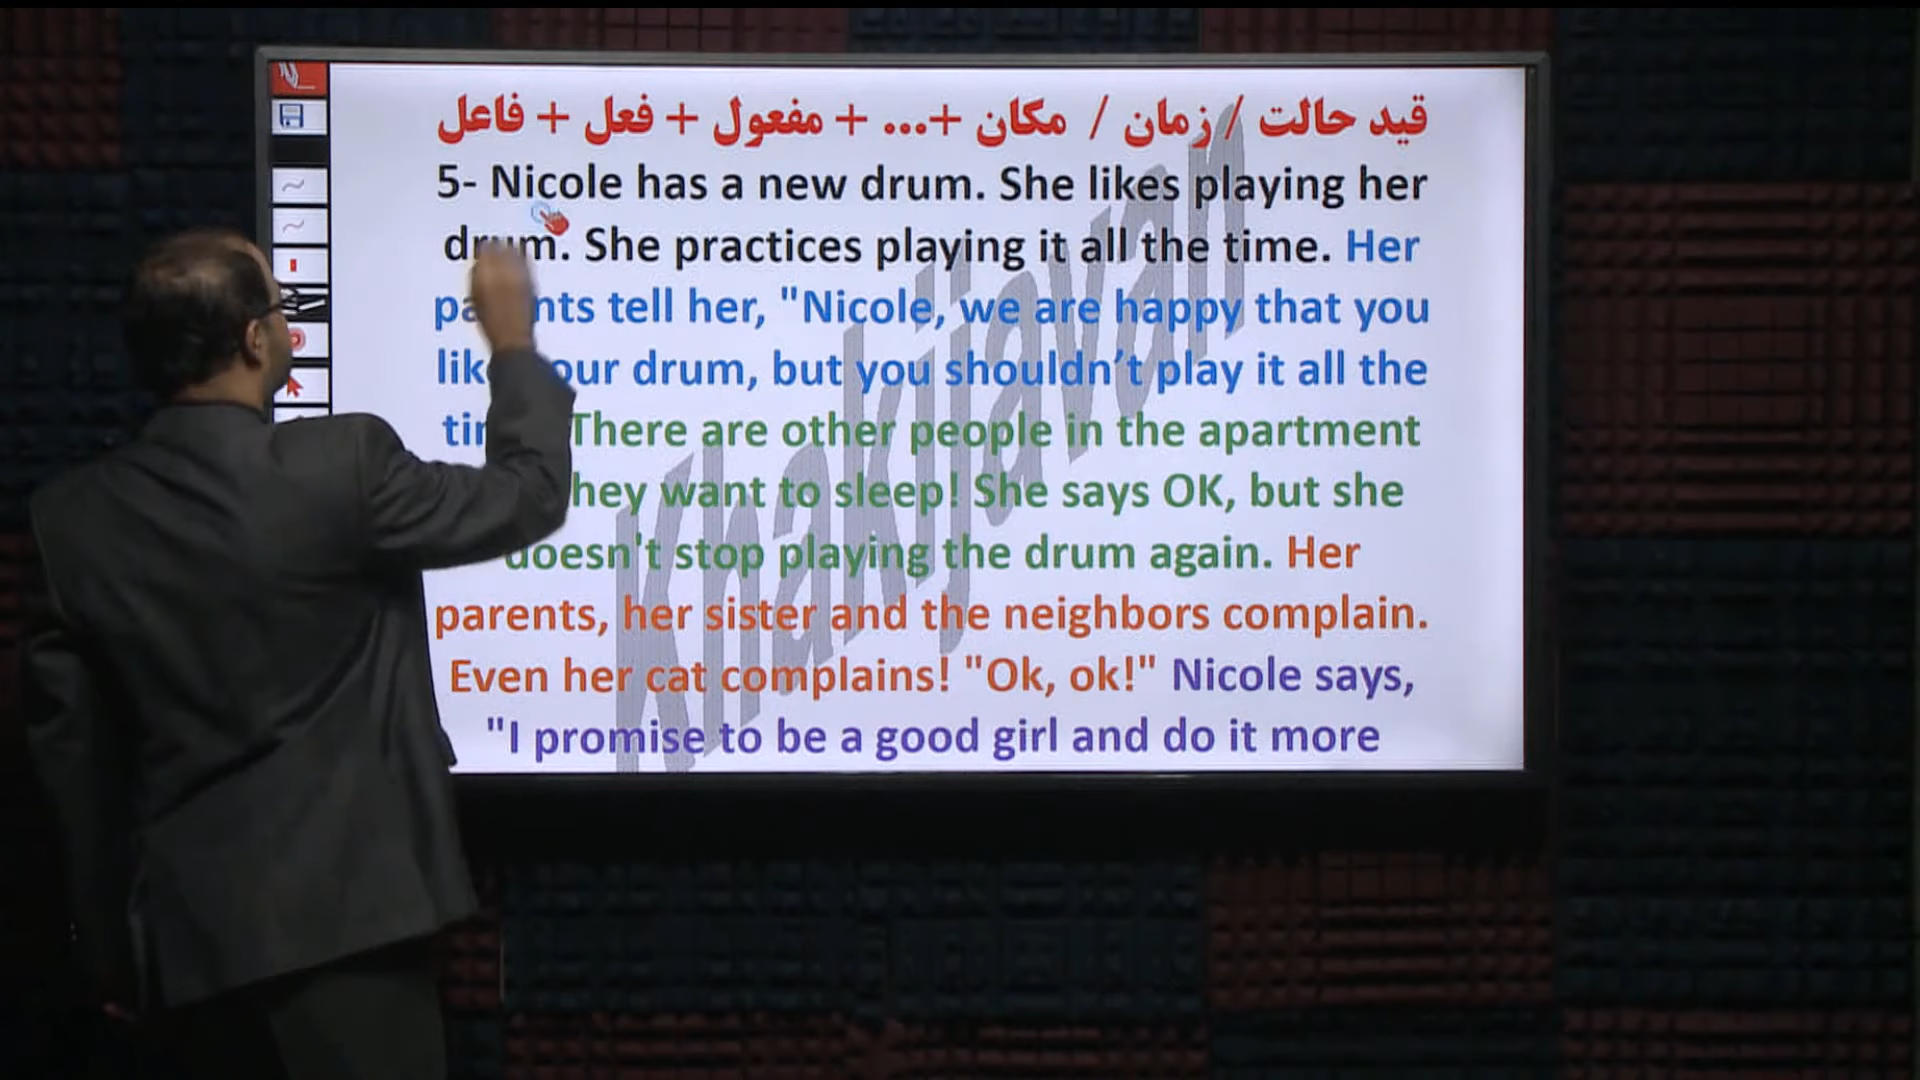 فاعل + فعل + مفعول + ...+ مکان / زمان / قید حالت
5- Nicole has a new drum. She likes playing her
drum. She practices playing it all the time. Her
tell her, "Nicole, we are happy that you
drum, but you shouldn’t play it all the
There are other people in the apartment
want to sleep! She says OK, but she
doesn't stop playing the drum again. Her
parents, her sister and the neighbors complain.
Even her cat complains! "Ok, ok!" Nicole says,
"I promise to be a good girl and do it more
Khakijavan